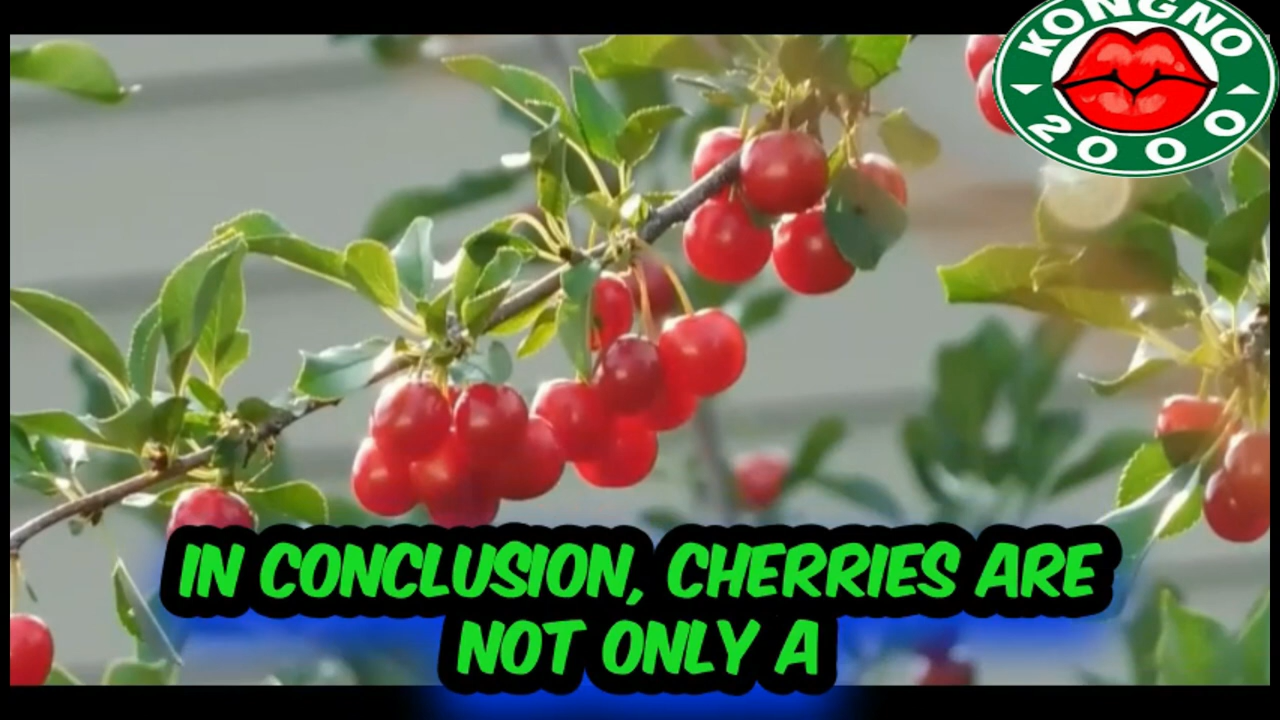 KONGNO
2000
IN CONCLUSION, CHERRIES ARE
NOT ONLY A